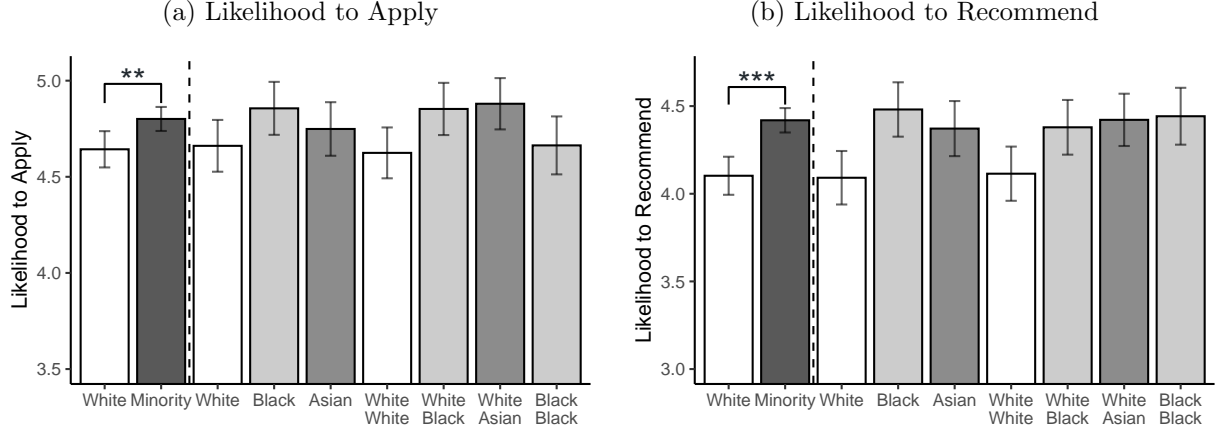 (a) Likelihood to Apply
Likelihood to Apply
5.0
4.5
4.0
3.5
**
White Minority White Black Asian White White White Black
White Black Asian Black
(b) Likelihood to Recommend
Likelihood to Recommend
4.5
4.0
3.5
3.0
***
White Minority White Black Asian White White White Black
White Black Asian Black